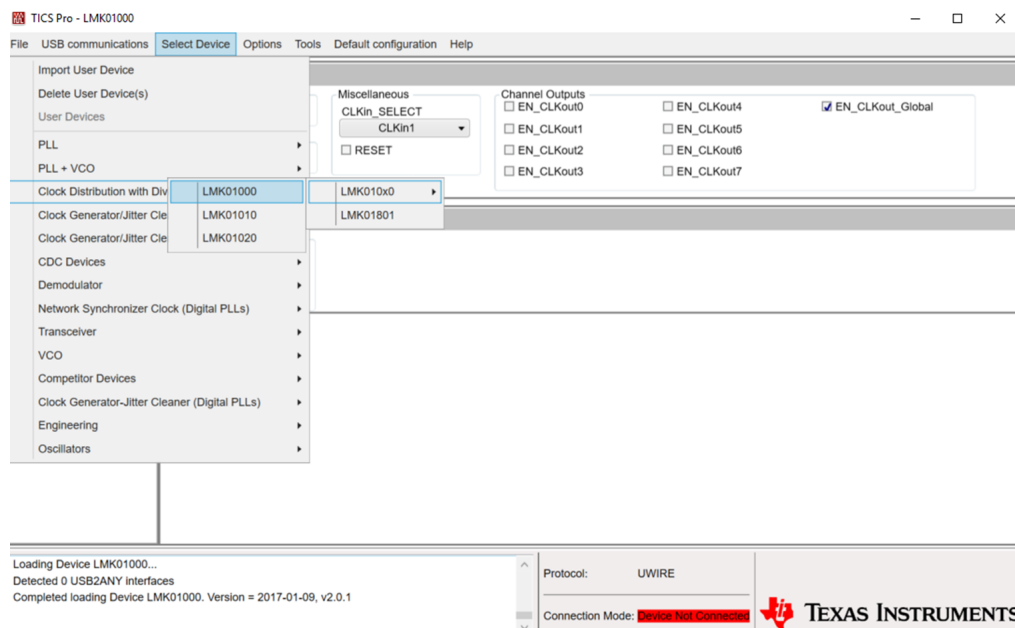 TICS Pro - LMK01000
File USB communications Select Device Options Tools Default configuration Help
Import User Device
Delete User Device(s)
User Devices
PLL
PLL + VCO
Clock Distribution with Div
Clock Generator/Jitter Cle
Clock Generator/Jitter Cle
CDC Devices
Demodulator
Network Synchronizer Clock (Digital PLLs)
Transceiver
VCO
Competitor Devices
Clock Generator-Jitter Cleaner (Digital PLLs)
Engineering
Oscillators
LMK01000
LMK01010
LMK01020
LMK010x0
LMK01801
Miscellaneous
CLKin_SELECT
CLKin1
RESET
Channel Outputs
EN_CLKout0
EN_CLKout1
EN_CLKout2
EN_CLKout3
EN_CLKout4
EN_CLKout5
EN_CLKout6
EN_CLKout7
EN_CLKout_Global
Loading Device LMK01000...
Detected 0 USB2ANY interfaces
Completed loading Device LMK01000. Version = 2017-01-09, v2.0.1
Protocol: UWIRE
Connection Mode: Device Not Connected
TEXAS INSTRUMENTS